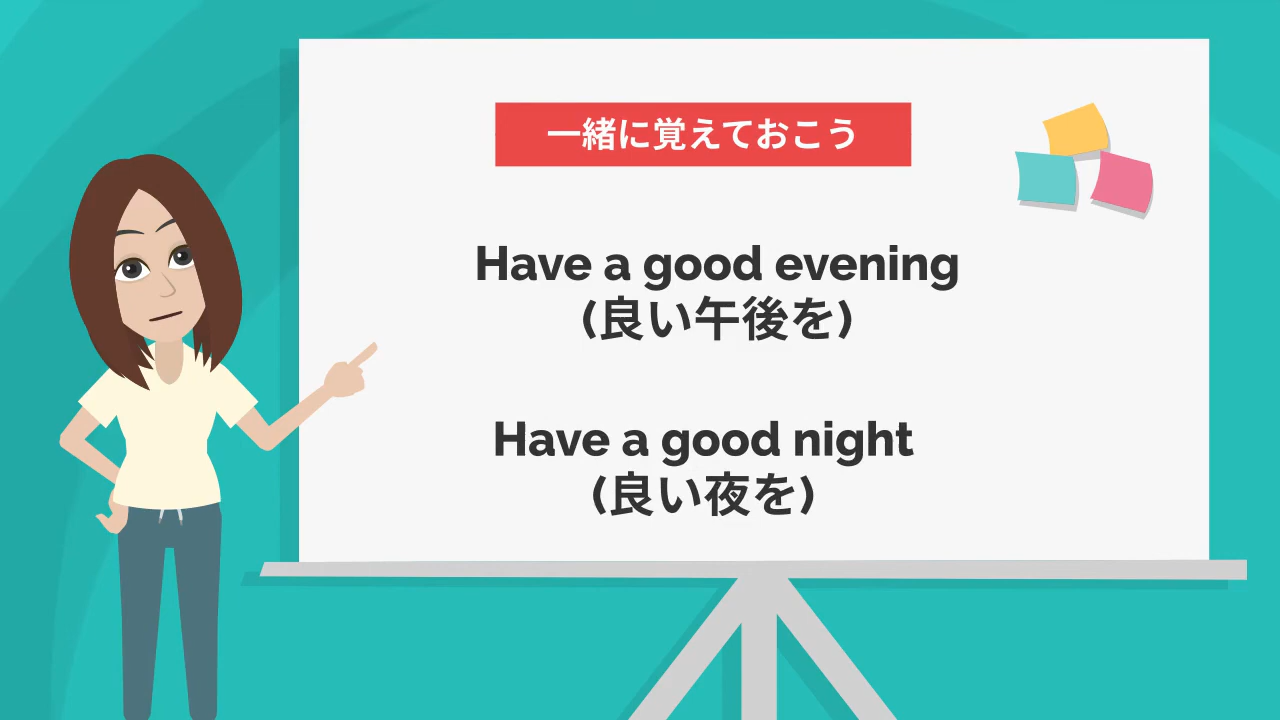 一緒に覚えておこう
Have a good evening
(良い午後を)
Have a good night
(良い夜を)